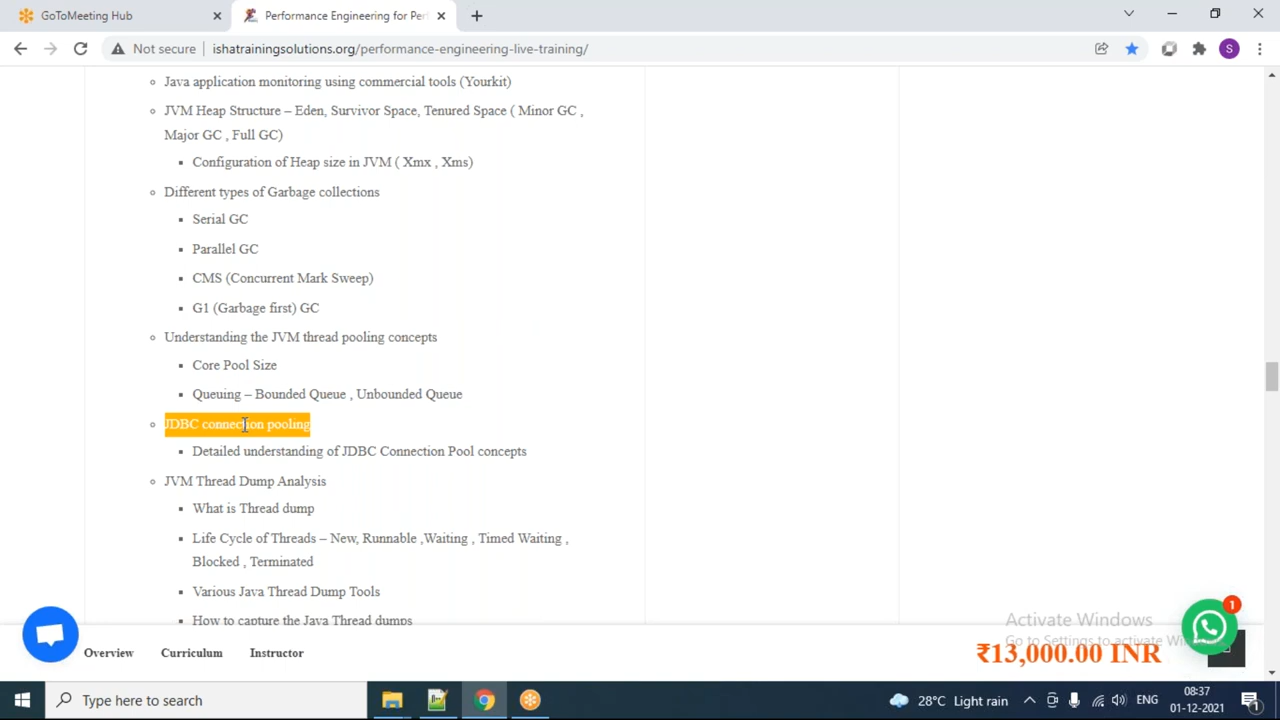 GoToMeeting Hub
Performance Engineering for Per
Not secure
ishatrainingsolutions.org/performance-engineering-live-training/
S
Java application monitoring using commercial tools (Yourkit)
JVM Heap Structure – Eden, Survivor Space, Tenured Space ( Minor GC ,
Major GC , Full GC)
Configuration of Heap size in JVM ( Xmx , Xms)
Different types of Garbage collections
Serial GC
Parallel GC
CMS (Concurrent Mark Sweep)
G1 (Garbage first) GC
Understanding the JVM thread pooling concepts
Core Pool Size
Queuing – Bounded Queue , Unbounded Queue
JDBC connection pooling
Detailed understanding of JDBC Connection Pool concepts
JVM Thread Dump Analysis
What is Thread dump
Life Cycle of Threads – New, Runnable ,Waiting , Timed Waiting ,
Blocked , Terminated
Various Java Thread Dump Tools
How to capture the Java Thread dumps
1
Activate Windows
Go to Settings to activate
Overview
Curriculum
Instructor
₹13,000.00 INR
Type here to search
28°C Light rain
ENG
08:37
01-12-2021
1